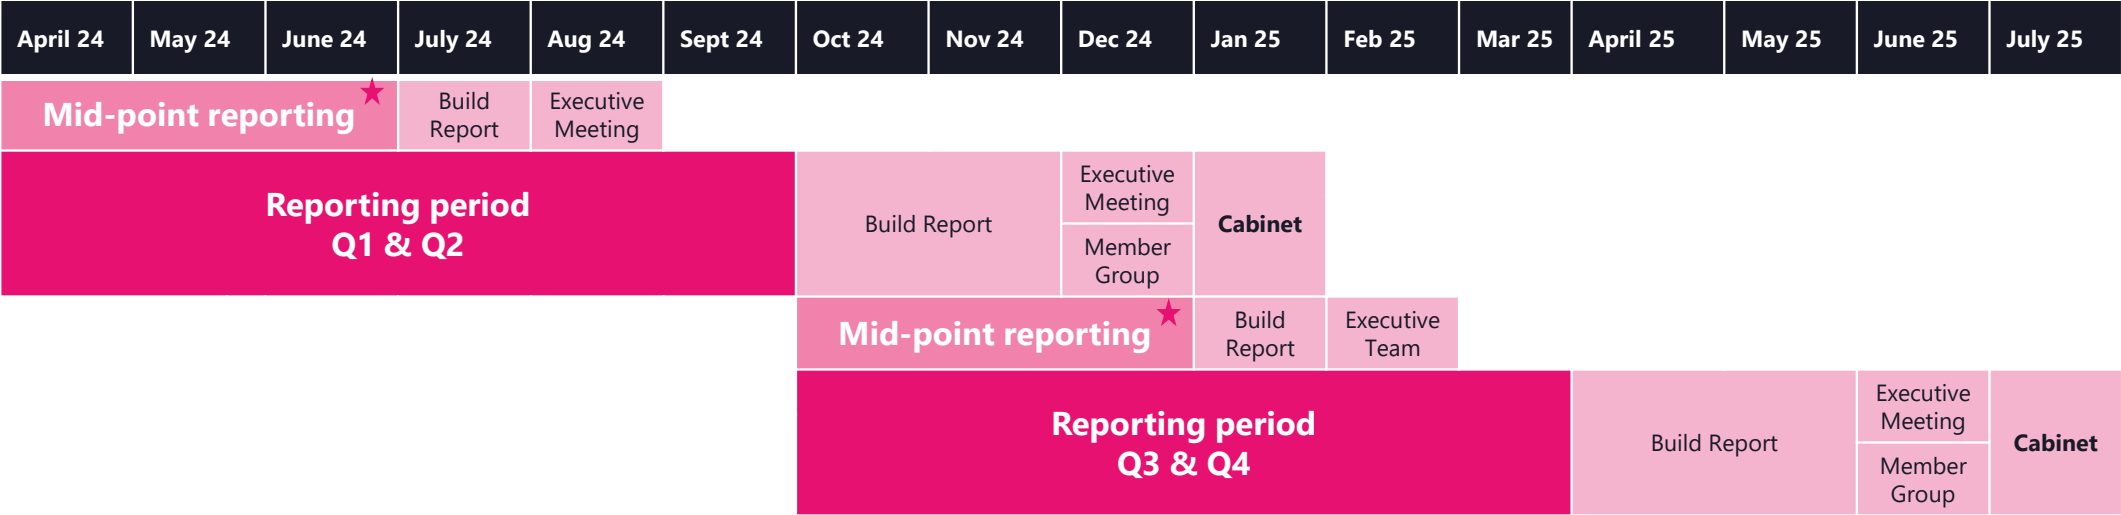 April 24
May 24
June 24
July 24
Aug 24
Sept 24
Oct 24
Nov 24
Dec 24
Jan 25
Feb 25
Mar 25
April 25
May 25
June 25
July 25
Mid-point reporting
Build
Report
Executive
Meeting
Reporting period
Q1 & Q2
Build Report
Executive
Meeting
Member
Group
Cabinet
Mid-point reporting
Build
Report
Executive
Team
Reporting period
Q3 & Q4
Build Report
Executive
Meeting
Member
Group
Cabinet